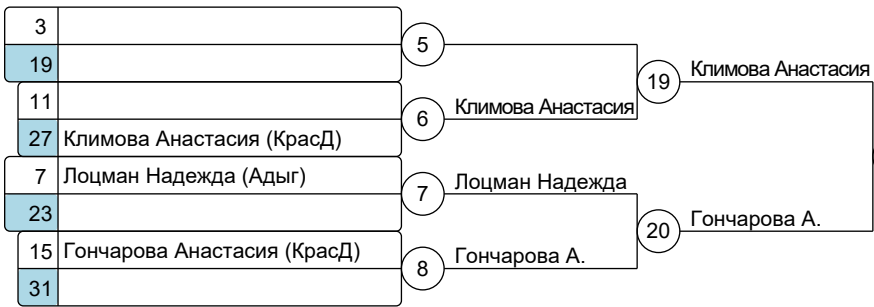 3
5
19
19 Климова Анастасия
11
6 Климова Анастасия
27 Климова Анастасия (КрасД)
7 Лоцман Надежда (Адыг)
7 Лоцман Надежда
23
20 Гончарова А.
15 Гончарова Анастасия (КрасД)
8 Гончарова А.
31